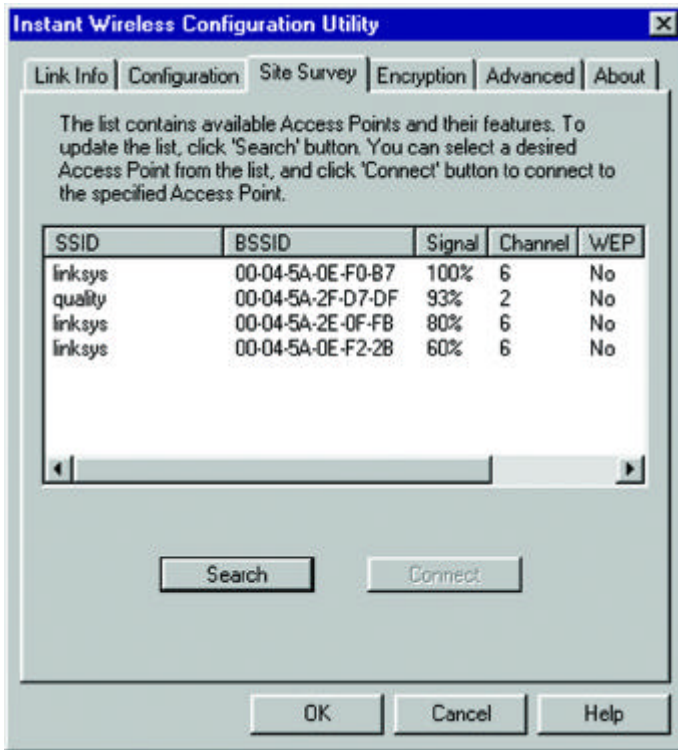 Instant Wireless Configuration Utility
Link Info Configuration Site Survey Encryption Advanced About
The list contains available Access Points and their features. To
update the list, click 'Search' button. You can select a desired
Access Point from the list, and click 'Connect' button to connect to
the specified Access Point.
SSID BSSID Signal Channel WEP
linksys 00-04-5A-0E-F0-B7 100% 6 No
quality 00-04-5A-2F-D7-DF 93% 2 No
linksys 00-04-5A-2E-0F-FB 80% 6 No
linksys 00-04-5A-0E-F2-2B 60% 6 No
Search Connect
OK Cancel Help